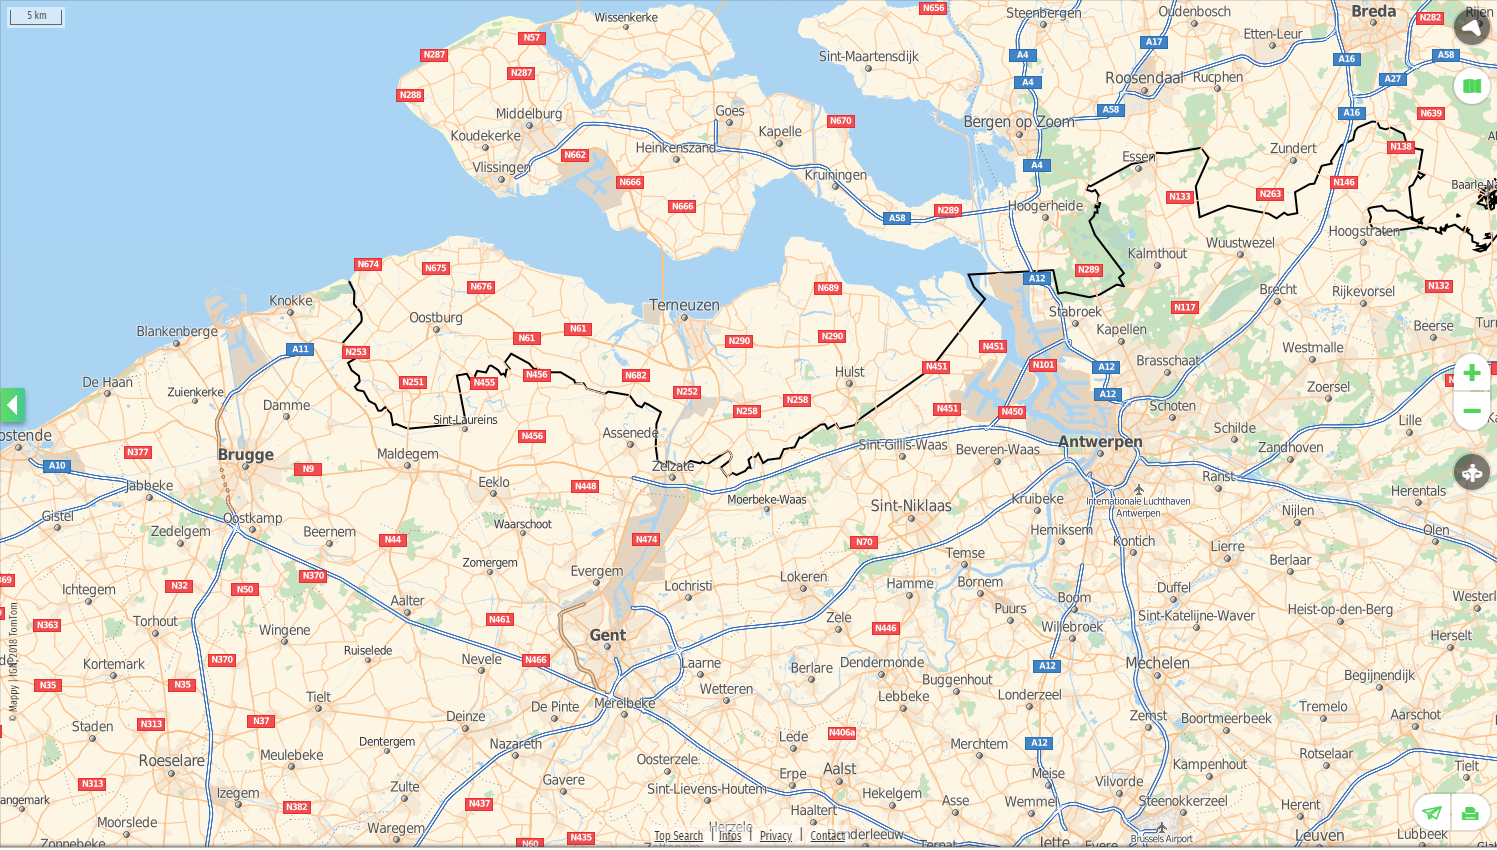 5 km
N656
Steenbergen
Oudenbosch
Breda
N282
Rijen
Wissenkerke
N57
N287
N287
N288
Sint-Maartensdijk
A4
A4
A17
Etten-Leur
A16
A58
A27
Roosendaal
Rucphen
A58
A16
N639
Middelburg
Goes
Kapelle
N670
Bergen op Zoom
Koudekerke
Heinkenszand
N662
Vlissingen
N666
N666
Kruiningen
A4
Essen
Zundert
N138
N146
N133
N263
Baarle-Na
A58
N289
Hoogerheide
Hoogstraten
Wuustwezel
Kalmthout
N674
N675
N676
N689
A12
N289
Brecht
Rijkevorsel
N132
Knokke
Oostburg
Terneuzen
N117
Stabroek
Kapellen
Beerse
Turn
Blankenberge
A11
N253
N61
N61
N290
N290
N451
N101
A12
Brasschaat
Westmalle
De Haan
Zuienkerke
N251
N455
N456
N682
N252
Hulst
N451
A12
Zoersel
Damme
Sint-Laureins
N258
N258
N451
N450
Schoten
Lille
ostende
N456
Assenede
Antwerpen
Schilde
Zandhoven
A10
N377
Brugge
N9
Maldegem
Zelzate
Sint-Gillis-Waas
Beveren-Waas
Jabbeke
Eeklo
N448
Moerbeke-Waas
Kruibeke
Internationale Luchthaven
Antwerpen
Ranst
Herentals
Gistel
Oostkamp
Zedelgem
Beernem
N44
Waarschoot
Sint-Niklaas
Hemiksem
Nijlen
Olen
N474
N70
Kontich
Lierre
Berlaar
Zomergem
Evergem
Temse
N369
Ichtegem
N32
N50
N370
Lochristi
Lokeren
Hamme
Bornem
Boom
Duffel
Westerl
Aalter
N461
Puurs
Sint-Katelijne-Waver
Heist-op-den-Berg
N363
Torhout
Wingene
Gent
Zele
N446
Willebroek
Herselt
© Mappy | IGN, 2018 TomTom
Kortemark
N370
Ruiselede
Nevele
N466
Laarne
Berlare
Dendermonde
A12
Mechelen
Begijnendijk
N35
N35
Tielt
Wetteren
Buggenhout
Lebbeke
Londerzeel
Staden
N313
N37
Deinze
De Pinte
Merelbeke
Zemst
Boortmeerbeek
Tremelo
Aarschot
Dentergem
Nazareth
Lede
N406a
Merchtem
A12
Roeselare
Meulebeke
Oosterzele
Rotselaar
N313
Zulte
Gavere
Erpe
Aalst
Meise
Vilvorde
Kampenhout
Tielt
Izegem
N382
N437
Sint-Lievens-Houtem
Hekelgem
Asse
Wemmel
Steenokkerzeel
Herent
Moorslede
Waregem
Haaltert
Herzele
Top Search | Infos | Privacy | Contact
Denderleeuw
Brussels Airport
Leuven
Lubbeek
N60
N435
Zonnebeke
Ternat
Jette
Evere